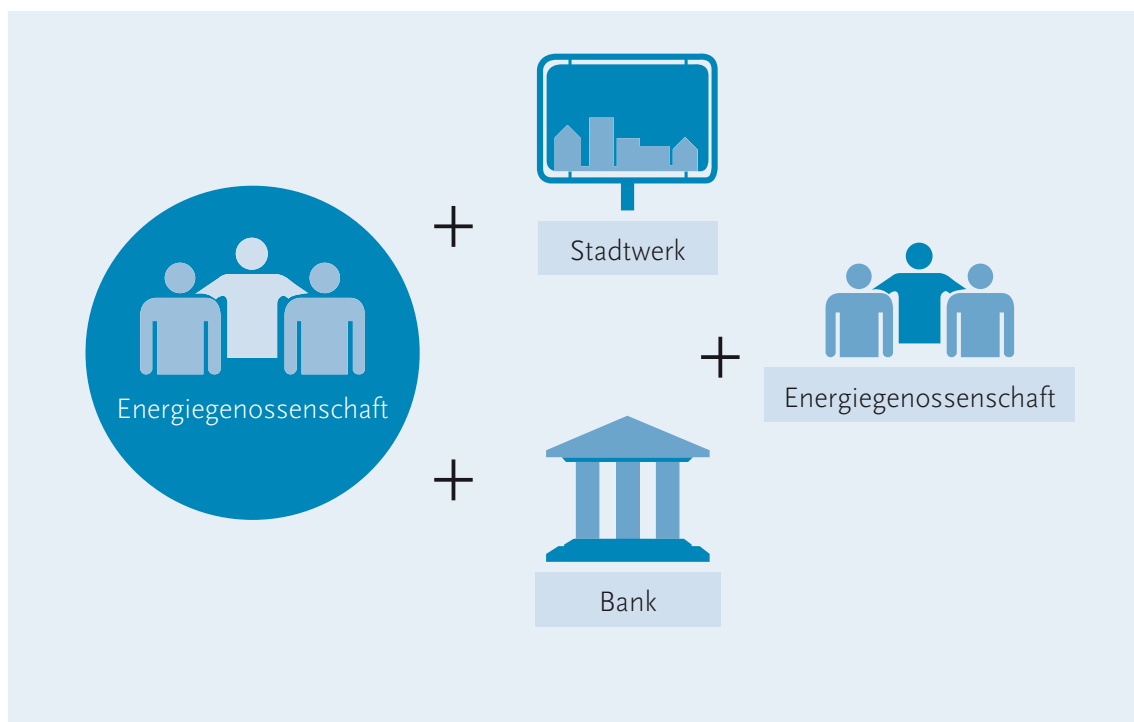 Energiegenossenschaft
+
Stadtwerk
+
Bank
+
Energiegenossenschaft